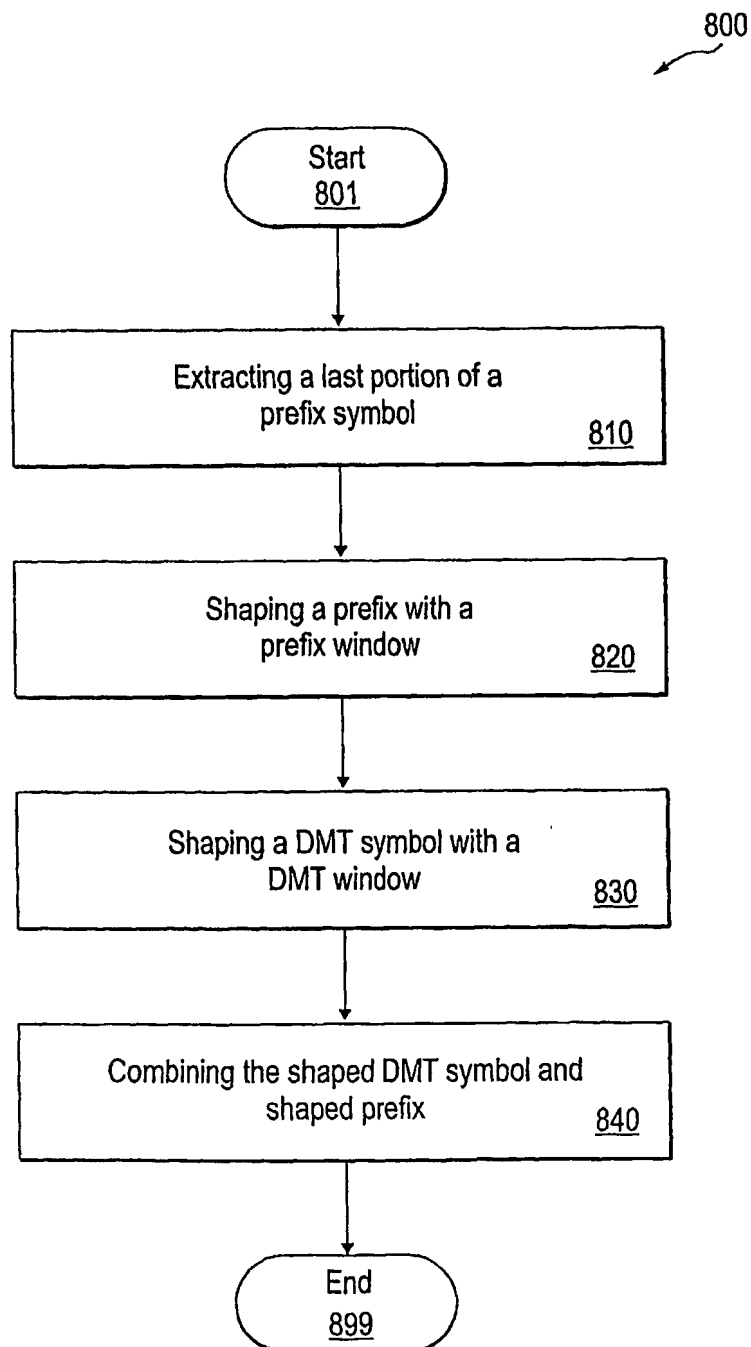 800
Start
801
Extracting a last portion of a
prefix symbol
810
Shaping a prefix with a
prefix window
820
Shaping a DMT symbol with a
DMT window
830
Combining the shaped DMT symbol and
shaped prefix
840
End
899